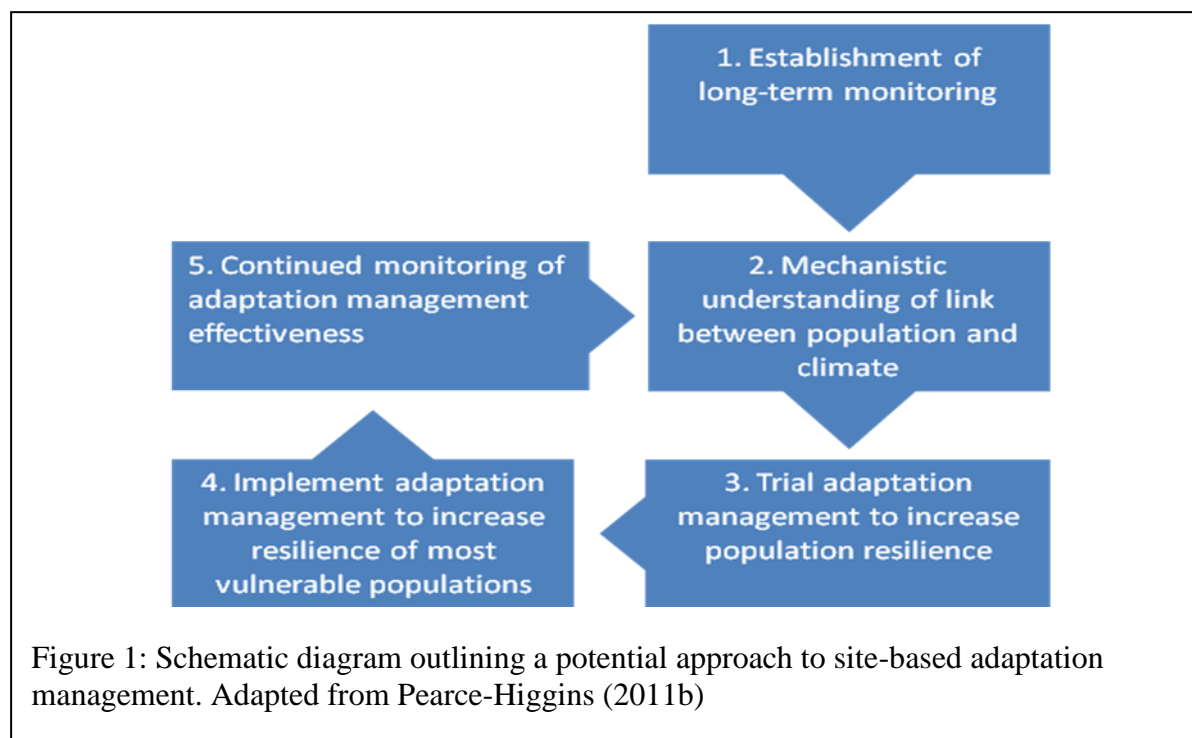 1. Establishment of
long-term monitoring
5. Continued monitoring of
adaptation management
effectiveness
2. Mechanistic
understanding of link
between population and
climate
4. Implement adaptation
management to increase
resilience of most
vulnerable populations
3. Trial adaptation
management to increase
population resilience
Figure 1: Schematic diagram outlining a potential approach to site-based adaptation
management. Adapted from Pearce-Higgins (2011b)